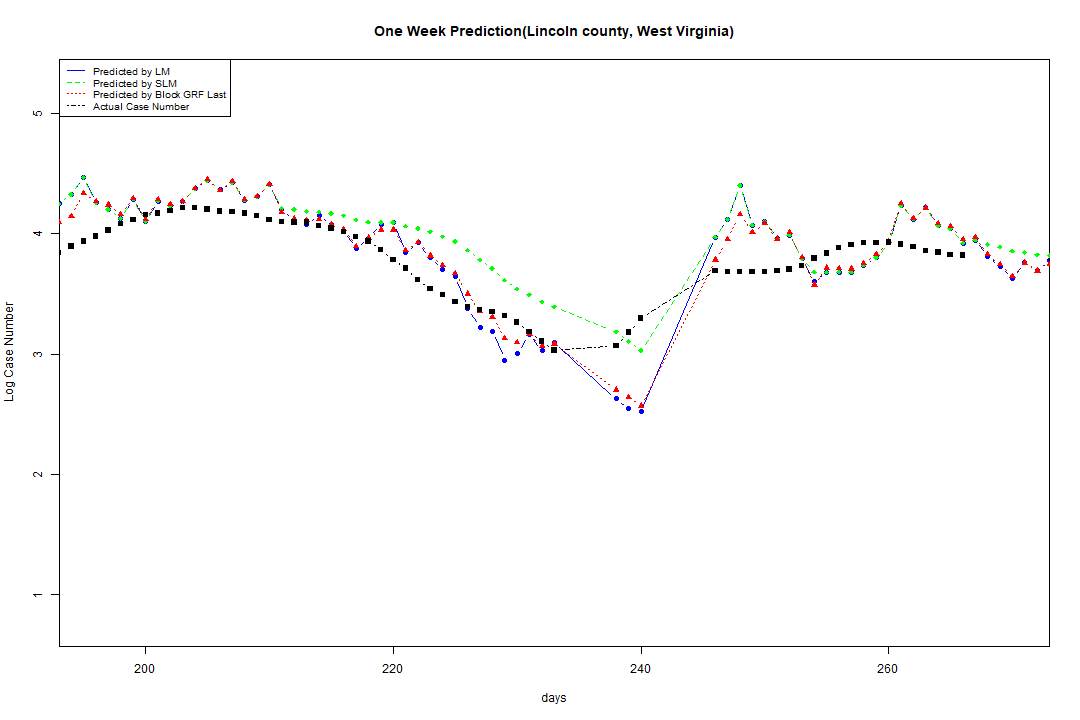 One Week Prediction(Lincoln county, West Virginia)
Predicted by LM
Predicted by SLM
Predicted by Block GRF Last
Actual Case Number
5
4
3
2
1
Log Case Number
200
220
240
260
days